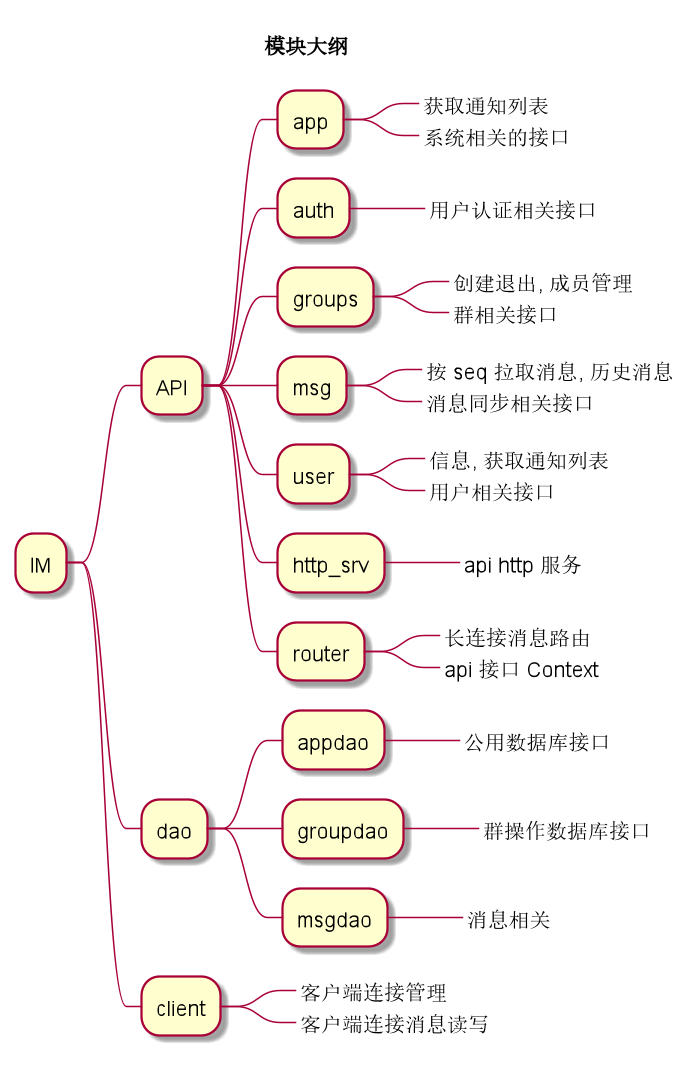 模块大纲
app
获取通知列表
系统相关的接口
auth
用户认证相关接口
groups
创建退出, 成员管理
群相关接口
API
msg
按 seq 拉取消息, 历史消息
消息同步相关接口
user
信息, 获取通知列表
用户相关接口
IM
http_srv
api http 服务
router
长连接消息路由
api 接口 Context
appdao
公用数据库接口
dao
groupdao
群操作数据库接口
msgdao
消息相关
client
客户端连接管理
客户端连接消息读写